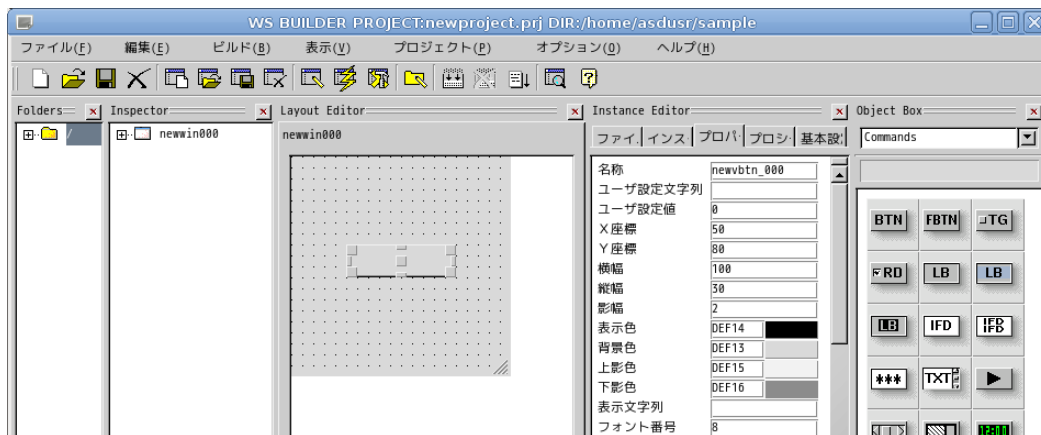 WS BUILDER PROJECT:newproject.prj DIR:/home/asdusr/sample
ファイル(F) 編集(E) ビルド(B) 表示(V) プロジェクト(P) オプション(O) ヘルプ(H)
Folders Inspector Layout Editor Instance Editor Object Box
/ newwin000 newwin000 ファイ. インス プロパ プロシ 基本設 Commands
名称 newvbtn_000
ユーザ設定文字列
ユーザ設定値 0
X座標 50
Y座標 80
横幅 100
縦幅 30
影幅 2
表示色 DEF14
背景色 DEF13
上影色 DEF15
下影色 DEF16
表示文字列
フォント番号 8
BTN FBTN TG
RD LB LB
LB IFD IFD IFD
*** TXT
12:00